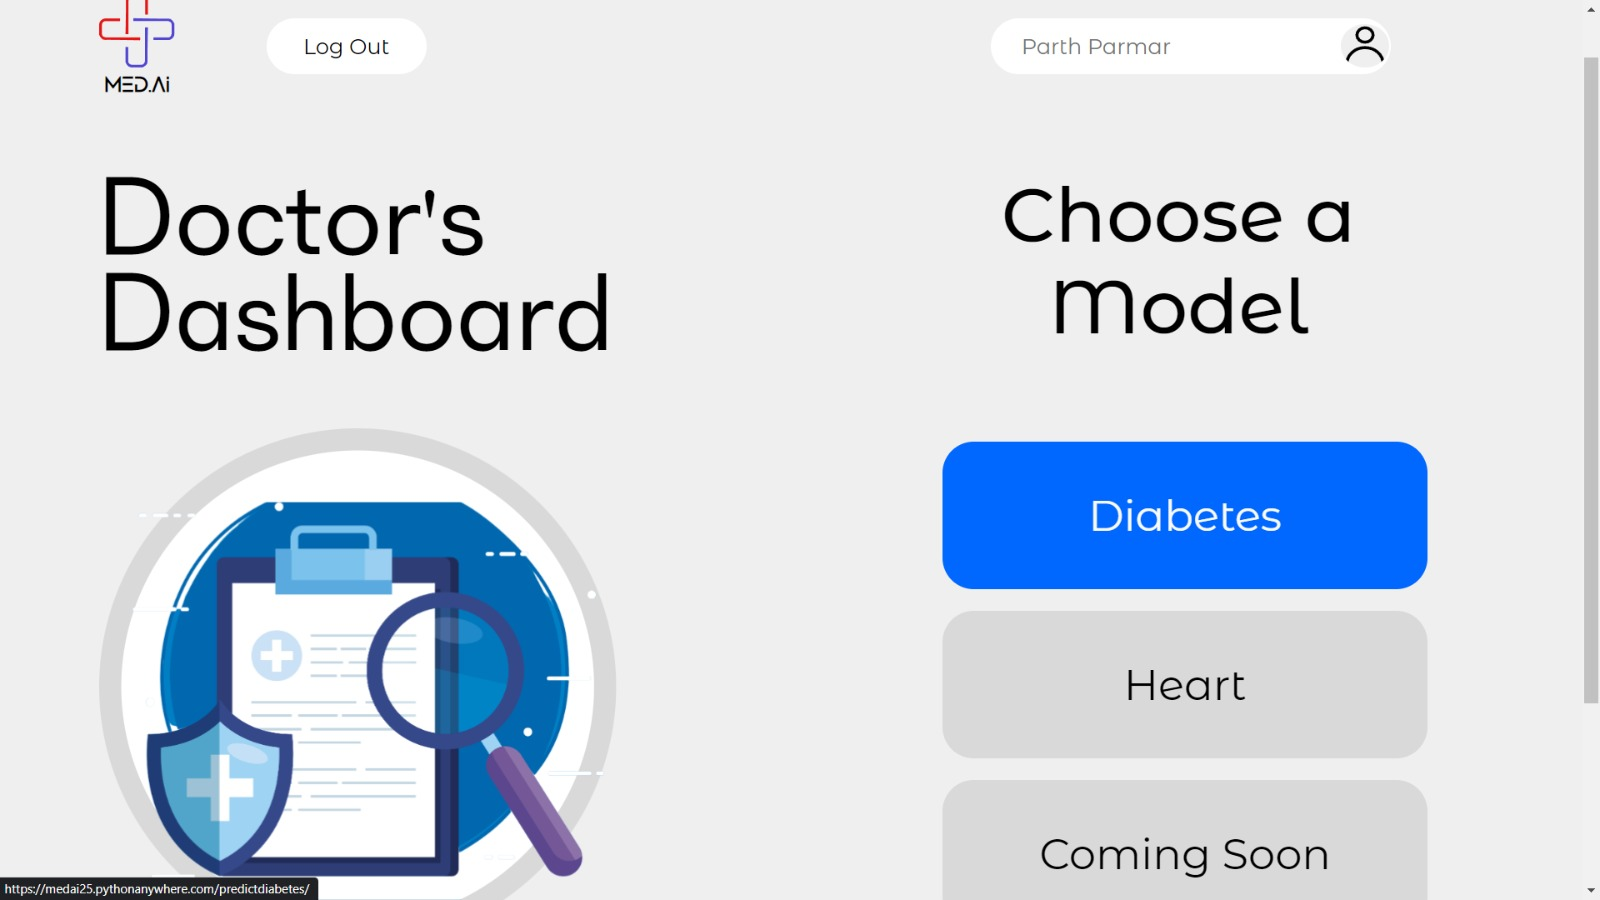 MED.Ai
Log Out
Parth Parmar
Doctor's
Dashboard
Choose a
Model
Diabetes
Heart
Coming Soon
https://medai25.pythonanywhere.com/predictdiabetes/